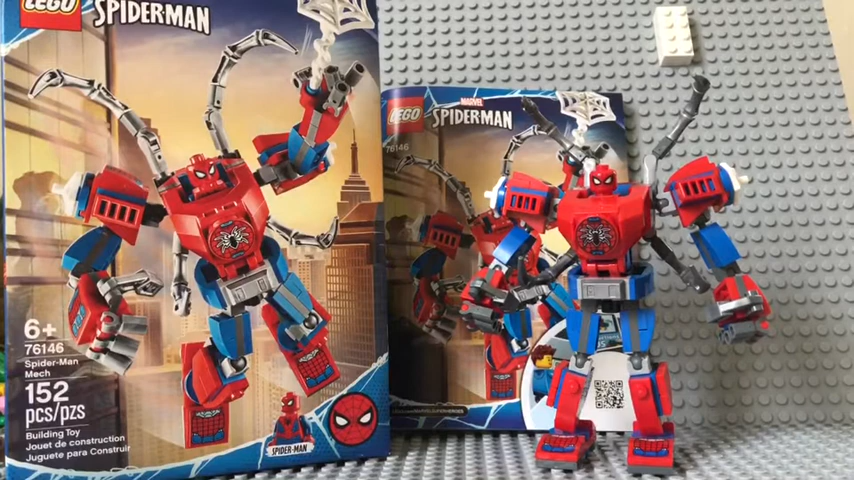 LEGO
SPIDERMAN
6+
76146
Spider-Man
Mech
152
pcs/pzs
Building Toy
Jouet de construction
Juguete para Construir
SPIDER-MAN
LEGO
MARVEL
SPIDERMAN
76146